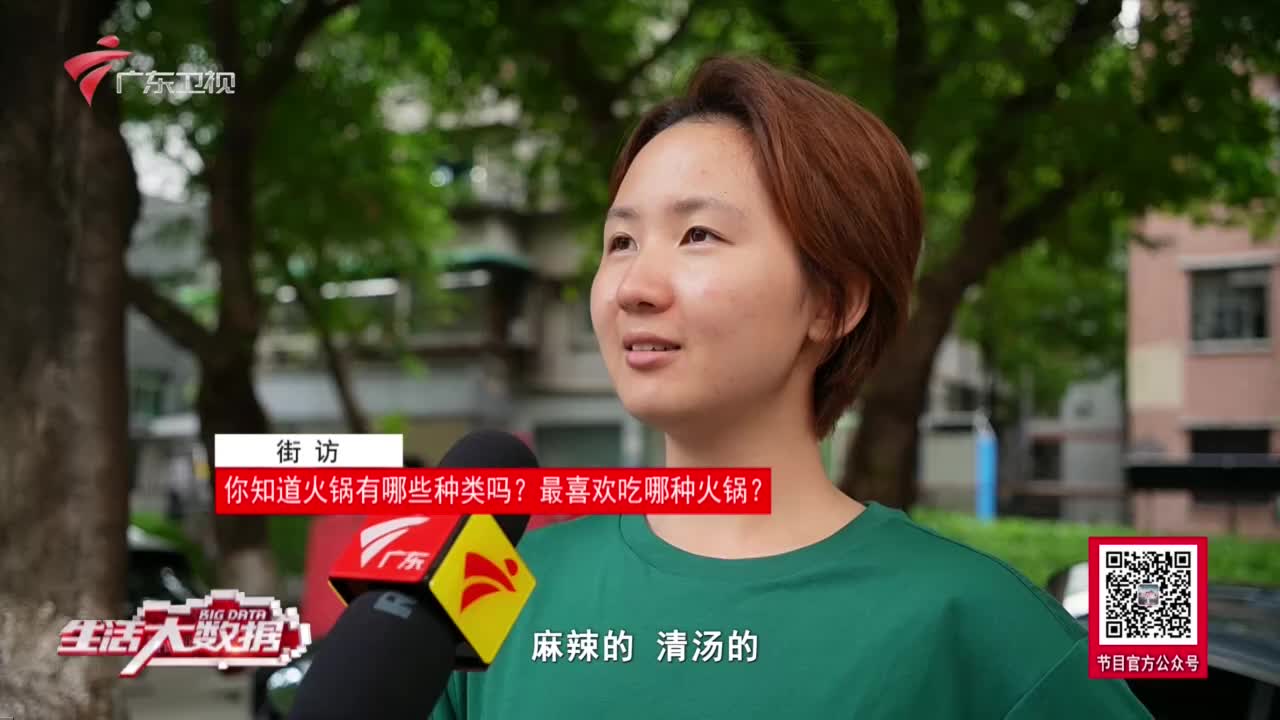 广东卫视
街访
你知道火锅有哪些种类吗？最喜欢吃哪种火锅？
广东
R
BIG DATA
生活大数据
麻辣的 清汤的
节目官方公众号